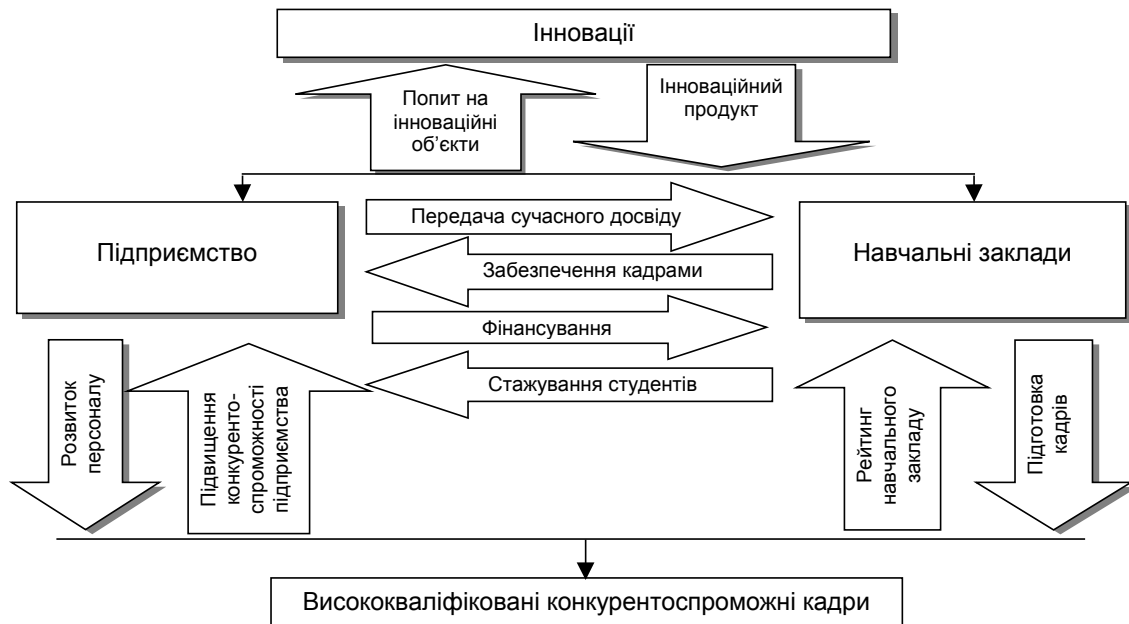 Інновації
Попит на
інноваційні
об’єкти
Інноваційний
продукт
Підприємство
Передача сучасного досвіду
Забезпечення кадрами
Фінансування
Стажування студентів
Навчальні заклади
Розвиток
персоналу
Підвищення
конкуренто-
спроможності
підприємства
Рейтинг
навчального
закладу
Підготовка
кадрів
Висококваліфіковані конкурентоспроможні кадри